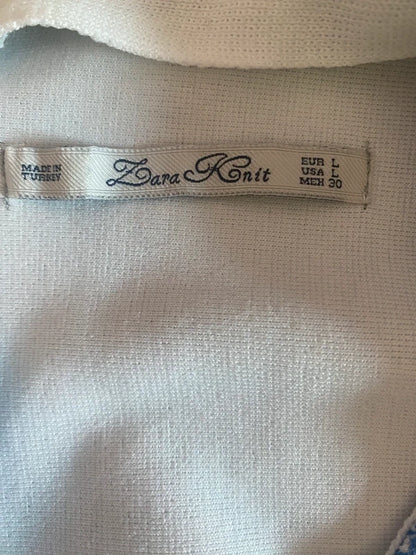 MADE IN
TURKEY
Zara Knit
EUR L
USA L
MEX 30